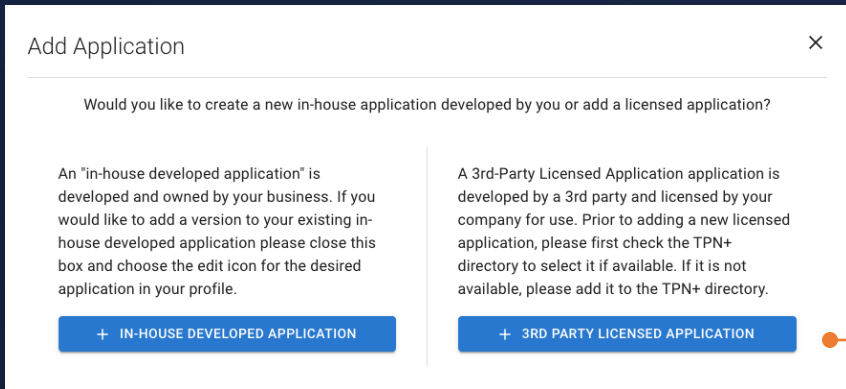 Add Application
Would you like to create a new in-house application developed by you or add a licensed application?
An "in-house developed application" is
developed and owned by your business. If you
would like to add a version to your existing in-
house developed application please close this
box and choose the edit icon for the desired
application in your profile.
+ IN-HOUSE DEVELOPED APPLICATION
A 3rd-Party Licensed Application application is
developed by a 3rd party and licensed by your
company for use. Prior to adding a new licensed
application, please first check the TPN+
directory to select it if available. If it is not
available, please add it to the TPN+ directory.
+ 3RD PARTY LICENSED APPLICATION